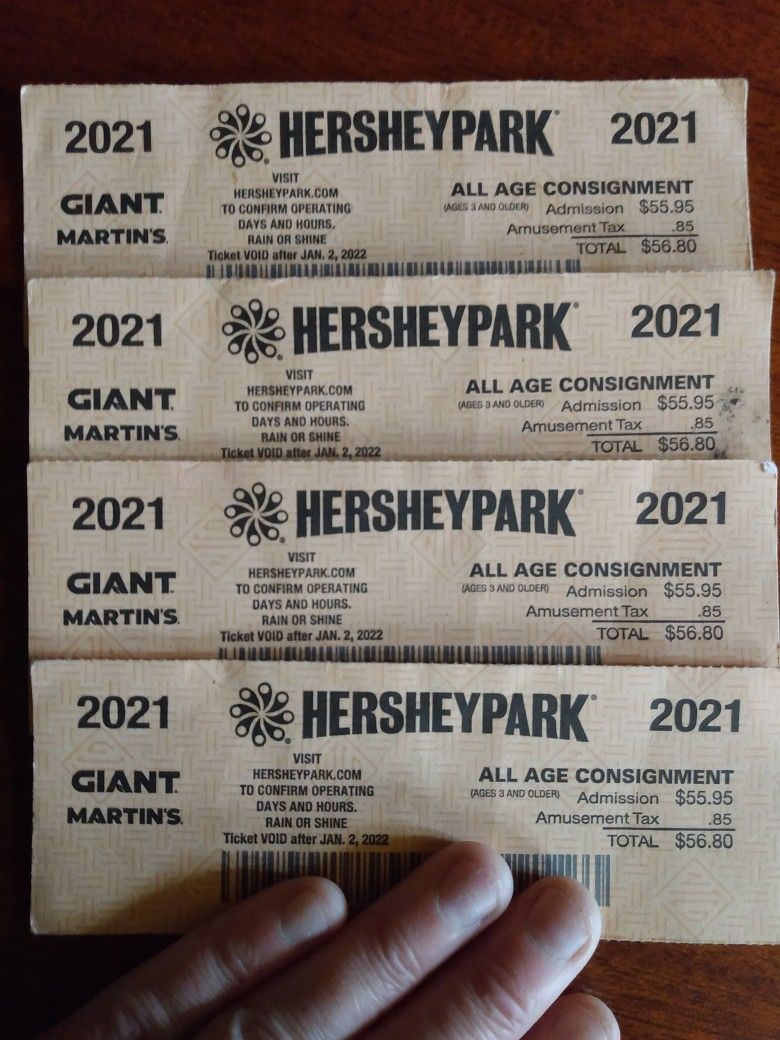 2021 HERSHEYPARK® 2021
GIANT.
MARTIN'S.
VISIT
HERSHEYPARK.COM
TO CONFIRM OPERATING
DAYS AND HOURS.
RAIN OR SHINE
Ticket VOID after JAN. 2, 2022
ALL AGE CONSIGNMENT
(AGES 3 AND OLDER) Admission $55.95
Amusement Tax .85
TOTAL $56.80
2021 HERSHEYPARK® 2021
GIANT.
MARTIN'S.
VISIT
HERSHEYPARK.COM
TO CONFIRM OPERATING
DAYS AND HOURS.
RAIN OR SHINE
Ticket VOID after JAN. 2, 2022
ALL AGE CONSIGNMENT
(AGES 3 AND OLDER) Admission $55.95
Amusement Tax .85
TOTAL $56.80
2021 HERSHEYPARK® 2021
GIANT.
MARTIN'S.
VISIT
HERSHEYPARK.COM
TO CONFIRM OPERATING
DAYS AND HOURS.
RAIN OR SHINE
Ticket VOID after JAN. 2, 2022
ALL AGE CONSIGNMENT
(AGES 3 AND OLDER) Admission $55.95
Amusement Tax .85
TOTAL $56.80
2021 HERSHEYPARK® 2021
GIANT.
MARTIN'S.
VISIT
HERSHEYPARK.COM
TO CONFIRM OPERATING
DAYS AND HOURS.
RAIN OR SHINE
Ticket VOID after JAN. 2, 2022
ALL AGE CONSIGNMENT
(AGES 3 AND OLDER) Admission $55.95
Amusement Tax .85
TOTAL $56.80